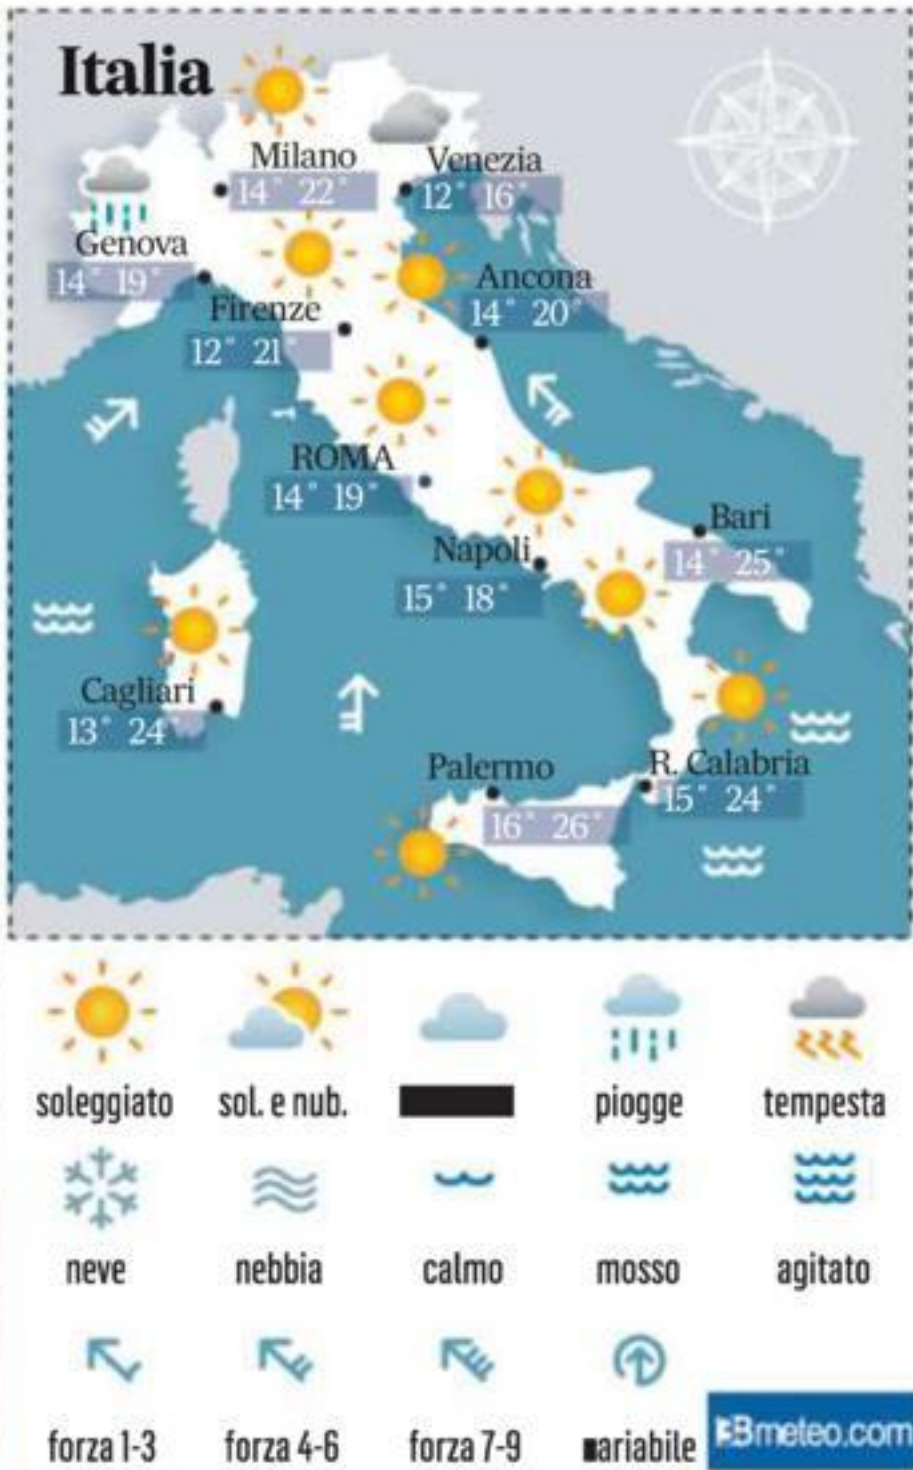 Italia
Milano
14° 22°
Venezia
12° 16°
Genova
14° 19°
Firenze
12° 21°
Ancona
14° 20°
ROMA
14° 19°
Napoli
15° 18°
Bari
14° 25°
Cagliari
13° 24°
Palermo
16° 26°
R. Calabria
15° 24°
soleggiato sol. e nub. piogge tempesta
neve nebbia calmo mosso agitato
forza 1-3 forza 4-6 forza 7-9 ariabile
3Bmeteo.com